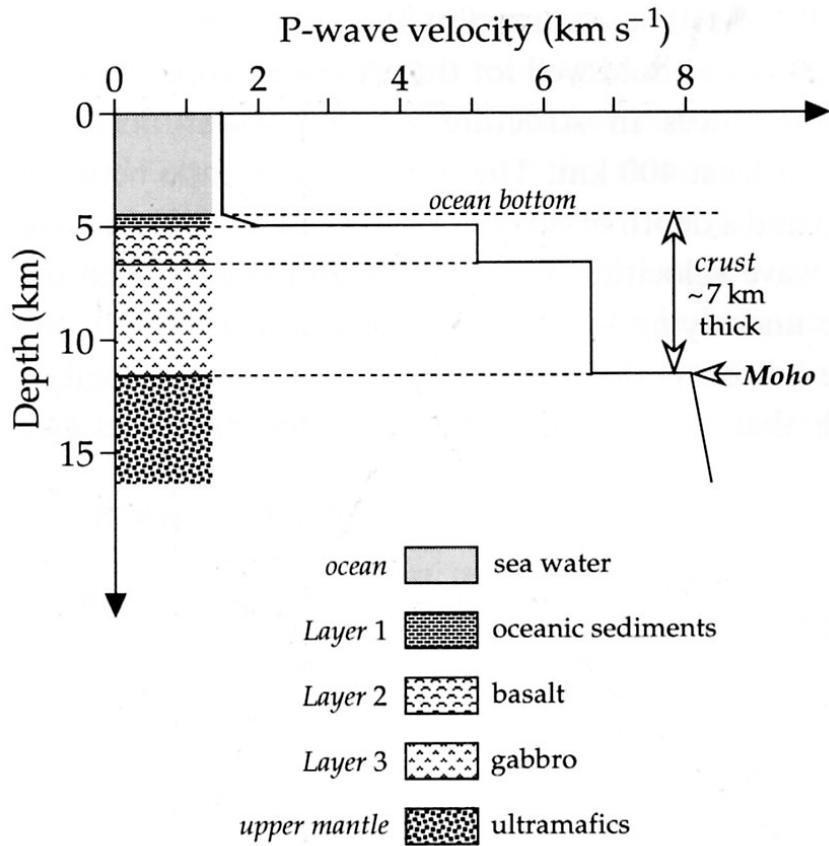 P-wave velocity (km s⁻¹)
0 2 4 6 8
Depth (km)
0
5
10
15
ocean bottom
crust
~7 km
thick
Moho
ocean sea water
Layer 1 oceanic sediments
Layer 2 basalt
Layer 3 gabbro
upper mantle ultramafics